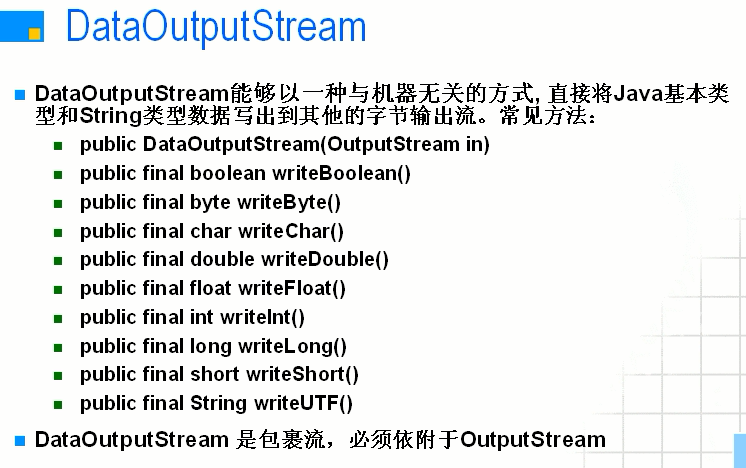 DataOutputStream
DataOutputStream能够以一种与机器无关的方式, 直接将Java基本类
型和String类型数据写出到其他的字节输出流。常见方法：
public DataOutputStream(OutputStream in)
public final boolean writeBoolean()
public final byte writeByte()
public final char writeChar()
public final double writeDouble()
public final float writeFloat()
public final int writeInt()
public final long writeLong()
public final short writeShort()
public final String writeUTF()
DataOutputStream 是包裹流，必须依附于OutputStream